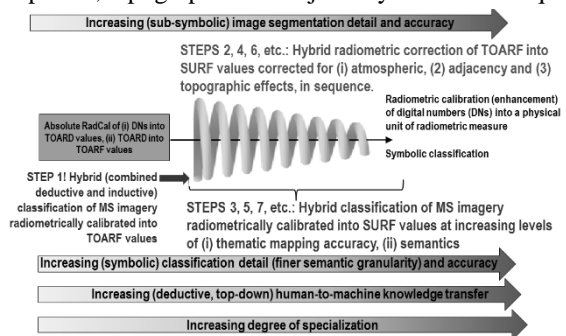 Increasing (sub-symbolic) image segmentation detail and accuracy
STEPS 2, 4, 6, etc.: Hybrid radiometric correction of TOARF into
SURF values corrected for (i) atmospheric, (2) adjacency and (3)
topographic effects, in sequence.
Radiometric calibration (enhancement)
of digital numbers (DNs) into a physical
unit of radiometric measure
Absolute RadCal of (i) DNs into
TOARD values, (ii) TOARD into
TOARF values
Symbolic classification
STEP 1! Hybrid (combined
deductive and inductive)
classification of MS imagery
radiometrically calibrated into
TOARF values
STEPS 3, 5, 7, etc.: Hybrid classification of MS imagery
radiometrically calibrated into SURF values at increasing levels
of (i) thematic mapping accuracy, (ii) semantics
Increasing (symbolic) classification detail (finer semantic granularity) and accuracy
Increasing (deductive, top-down) human-to-machine knowledge transfer
Increasing degree of specialization